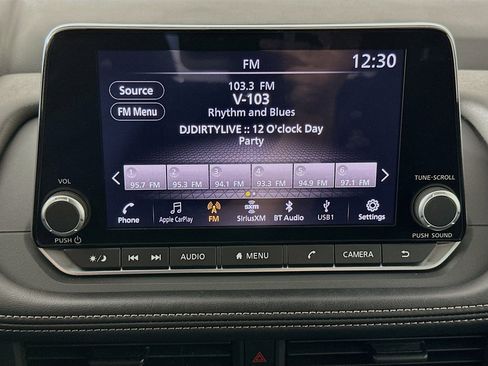 FM
12:30
Source
103.3 FM
V-103
FM Menu
Rhythm and Blues
DJDIRTYLIVE :: 12 O'clock Day
Party
1 2 3 4 5 6
95.7 FM 95.3 FM 94.1 FM 93.3 FM 94.9 FM 97.1 FM
VOL
TUNE-SCROLL
Phone Apple CarPlay FM SiriusXM BT Audio USB1 Settings
sxm
PUSH
PUSH SOUND
AUDIO MENU CAMERA